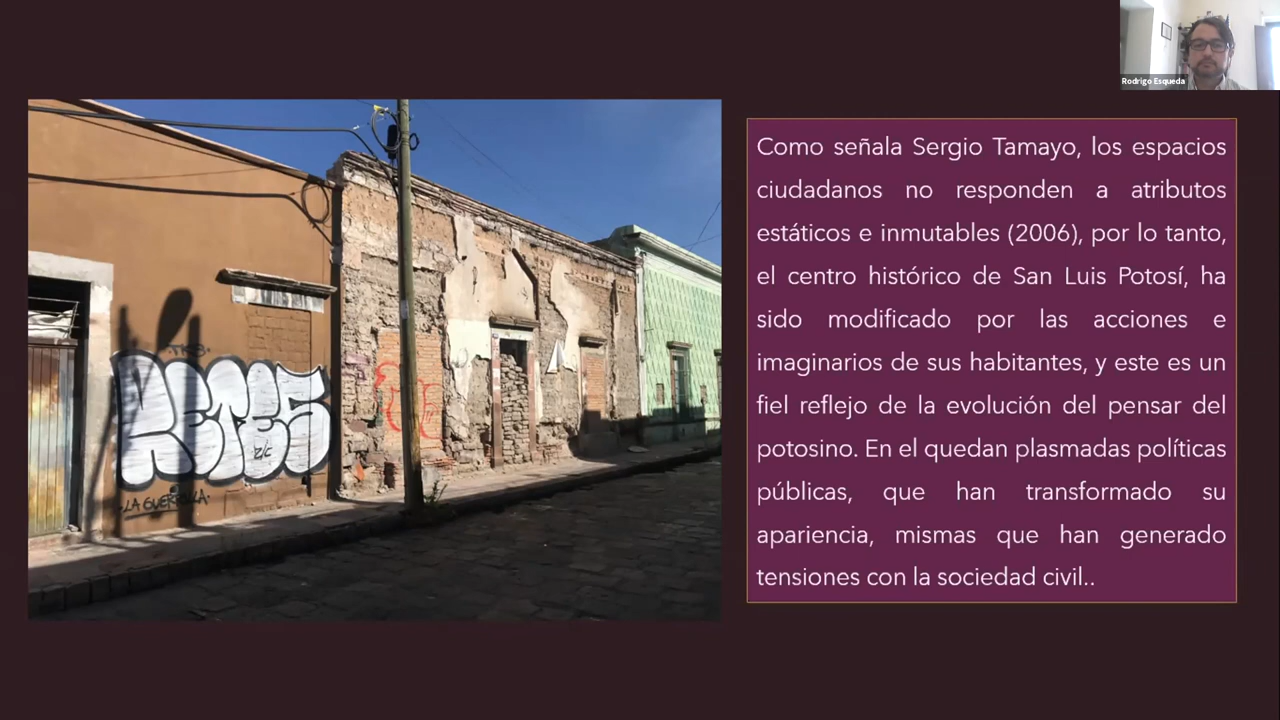 Rodrigo Esqueda
Como señala Sergio Tamayo, los espacios
ciudadanos no responden a atributos
estáticos e inmutables (2006), por lo tanto,
el centro histórico de San Luis Potosí, ha
sido modificado por las acciones e
imaginarios de sus habitantes, y este es un
fiel reflejo de la evolución del pensar del
potosino. En el quedan plasmadas políticas
públicas, que han transformado su
apariencia, mismas que han generado
tensiones con la sociedad civil..
LA GUERRILLA